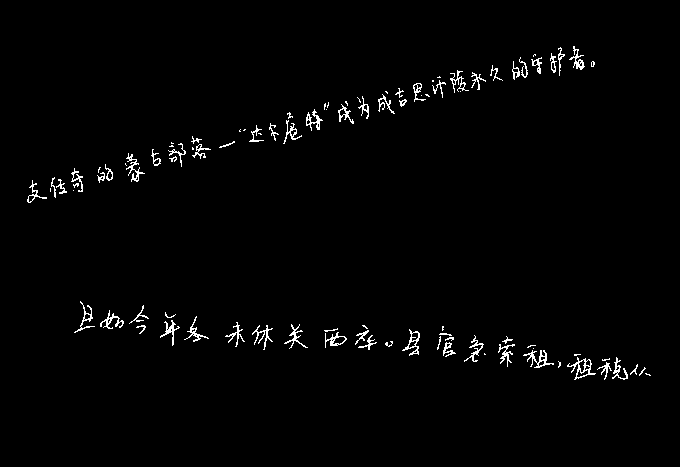 支传奇的蒙古部落—“达尔扈特”成为成吉思汗陵永久的守护者。
且如今年冬未休关西卒。县官急索租，租税从